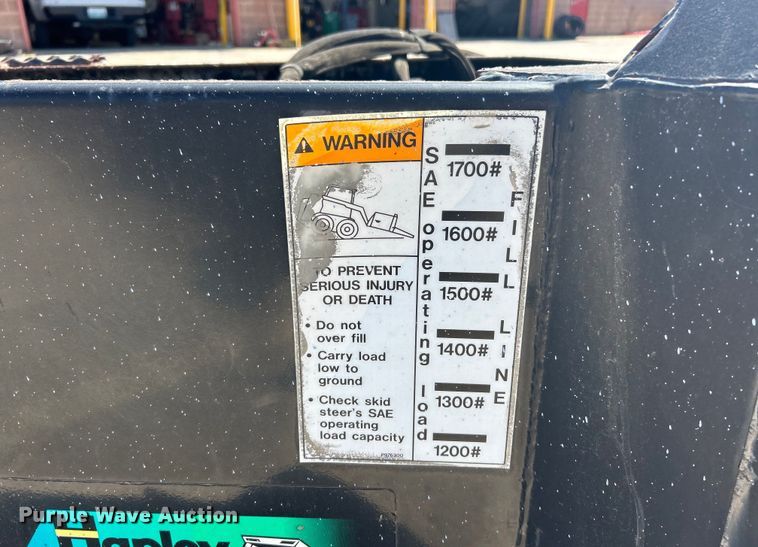 WARNING
TO PREVENT
SERIOUS INJURY
OR DEATH
• Do not
over fill
• Carry load
low to
ground
• Check skid
steer's SAE
operating
load capacity
SAE operating load
1700#
1600#
1500#
1400#
1300#
1200#
FILL LINE
Purple Wave Auction